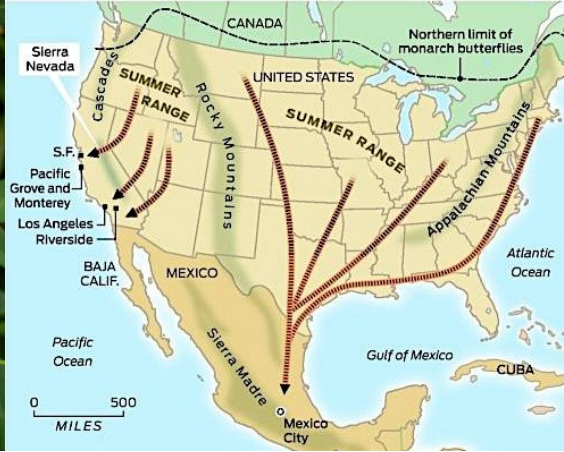 CANADA
Northern limit of
monarch butterflies
Sierra
Nevada
Cascades
SUMMER
RANGE
Rocky Mountains
UNITED STATES
SUMMER RANGE
Appalachian Mountains
S.F.
Pacific
Grove and
Monterey
Los Angeles
Riverside
BAJA
CALIF.
MEXICO
Atlantic
Ocean
Pacific
Ocean
Sierra Madre
Gulf of Mexico
CUBA
0 500
MILES
Mexico
City